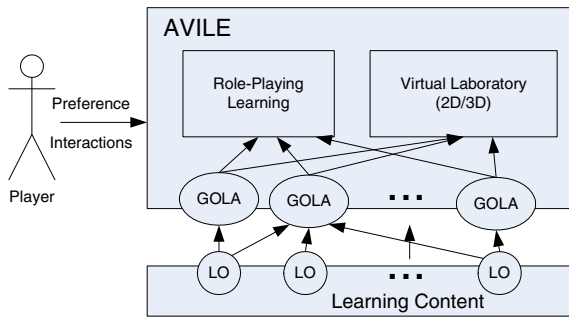 AVILE
Role-Playing
Learning
Virtual Laboratory
(2D/3D)
Preference
Interactions
Player
GOLA
GOLA
...
GOLA
LO
LO
...
LO
Learning Content